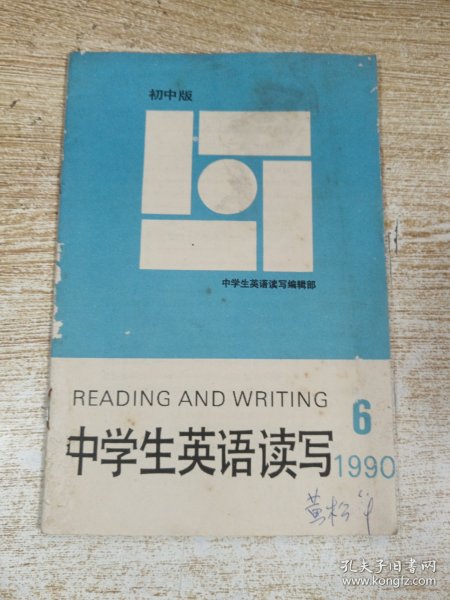 初中版
中学生英语读写编辑部
READING AND WRITING
6
中学生英语读写
1990
孔夫子旧书网
www.kongfz.com